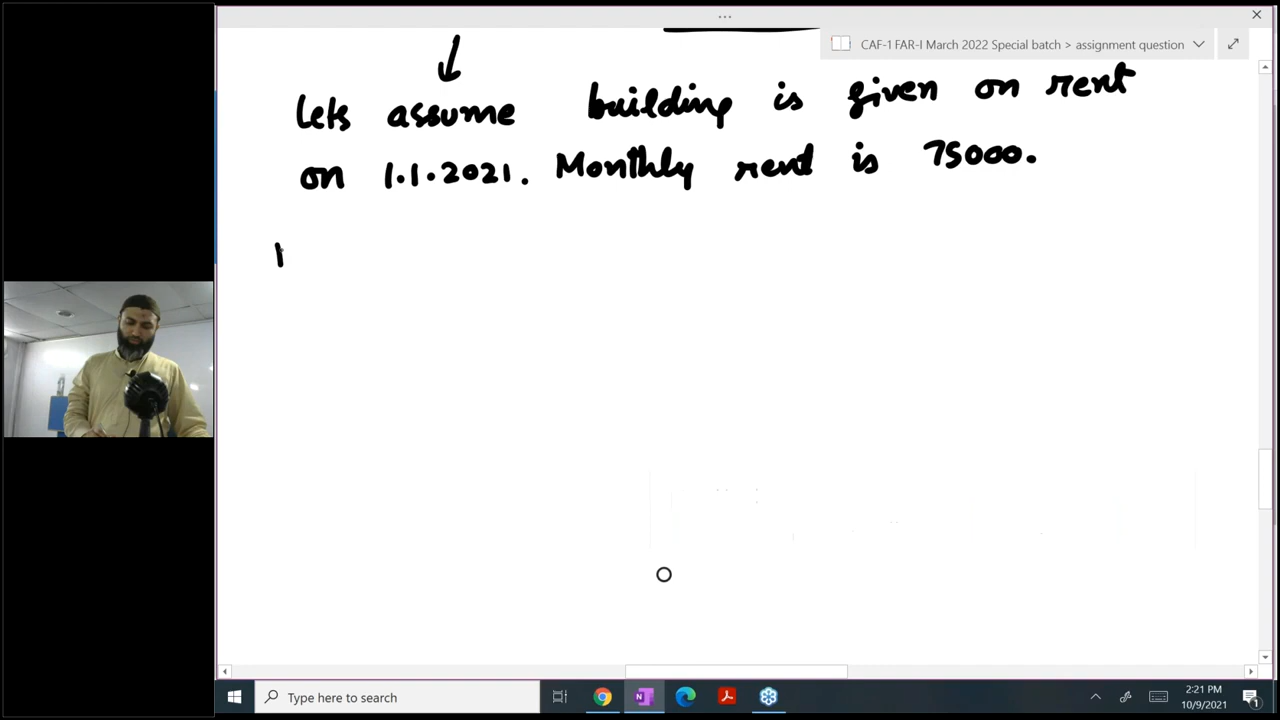 CAF-1 FAR-I March 2022 Special batch > assignment question
Lets assume building is given on rent
on 1.1.2021. Monthly rent is 75000.
Type here to search
2:21 PM
10/9/2021
1